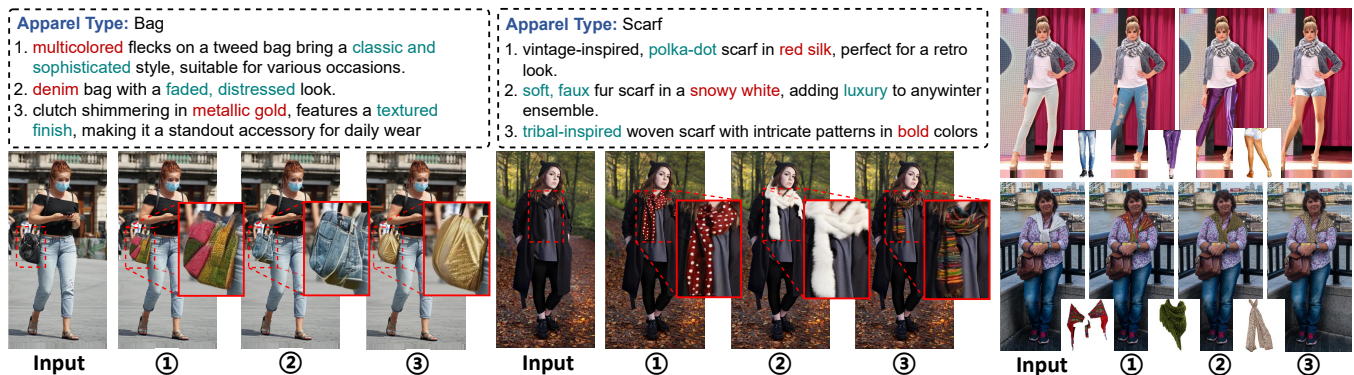 Apparel Type: Bag
1. multicolored flecks on a tweed bag bring a classic and
sophisticated style, suitable for various occasions.
2. denim bag with a faded, distressed look.
3. clutch shimmering in metallic gold, features a textured
finish, making it a standout accessory for daily wear
Apparel Type: Scarf
1. vintage-inspired, polka-dot scarf in red silk, perfect for a retro
look.
2. soft, faux fur scarf in a snowy white, adding luxury to anywinter
ensemble.
3. tribal-inspired woven scarf with intricate patterns in bold colors
Input ① ② ③
Input ① ② ③
Input ① ② ③